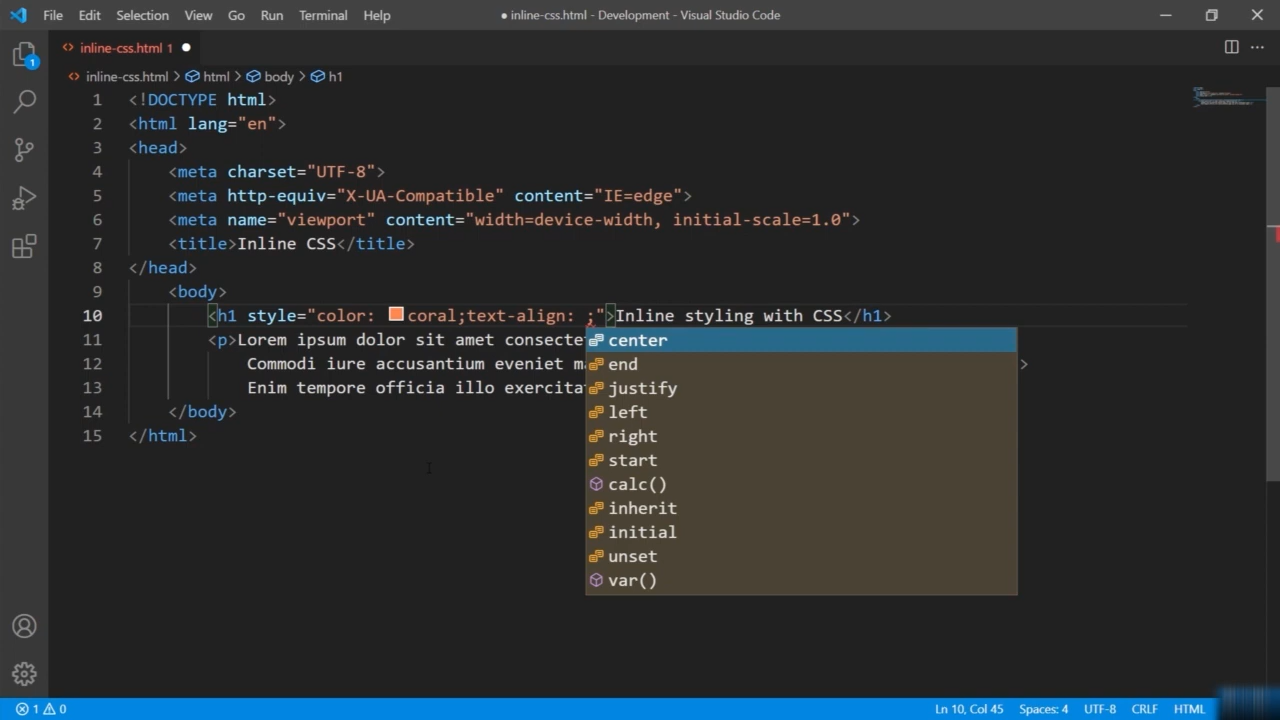 File Edit Selection View Go Run Terminal Help ● inline-css.html - Development - Visual Studio Code
<> inline-css.html 1 ●
<> inline-css.html > html > body > h1
1 <!DOCTYPE html>
2 <html lang="en">
3 <head>
4 <meta charset="UTF-8">
5 <meta http-equiv="X-UA-Compatible" content="IE=edge">
6 <meta name="viewport" content="width=device-width, initial-scale=1.0">
7 <title>Inline CSS</title>
8 </head>
9 <body>
10 <h1 style="color: coral;text-align: ;">Inline styling with CSS</h1>
11 <p>Lorem ipsum dolor sit amet
12 Commodi iure accusantium eveniet >
13 Enim tempore officia illo
14 </body>
15 </html>
center
end
justify
left
right
start
calc()
inherit
initial
unset
var()
1
1 0 Ln 10, Col 45 Spaces: 4 UTF-8 CRLF HTML